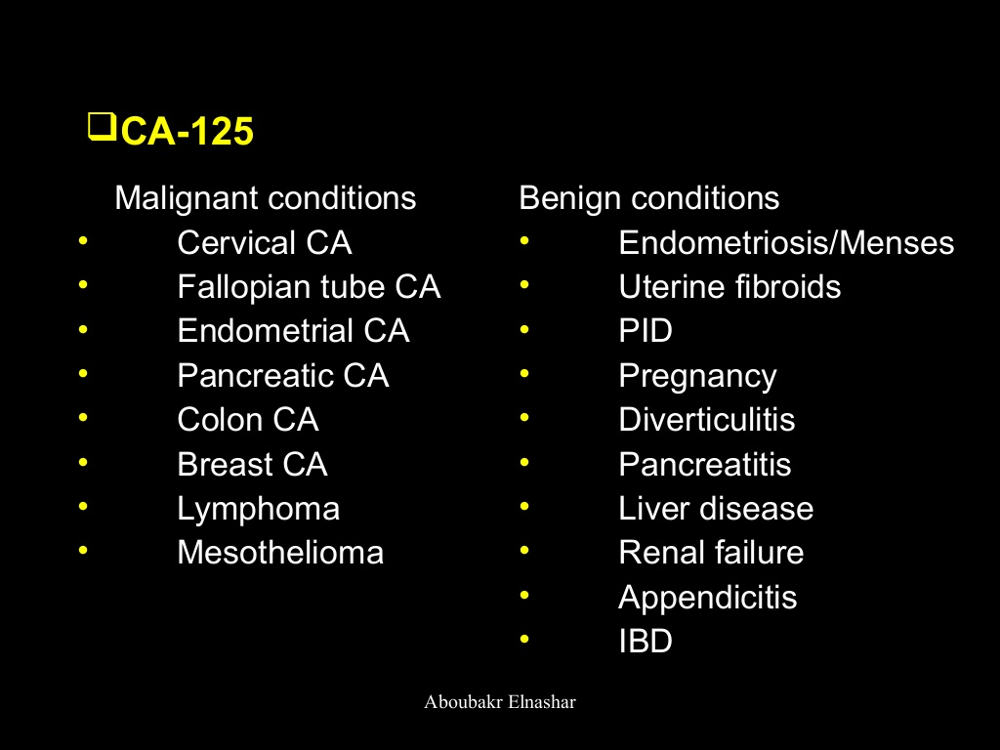 ❑CA-125
Malignant conditions
• Cervical CA
• Fallopian tube CA
• Endometrial CA
• Pancreatic CA
• Colon CA
• Breast CA
• Lymphoma
• Mesothelioma
Benign conditions
• Endometriosis/Menses
• Uterine fibroids
• PID
• Pregnancy
• Diverticulitis
• Pancreatitis
• Liver disease
• Renal failure
• Appendicitis
• IBD
Aboubakr Elnashar